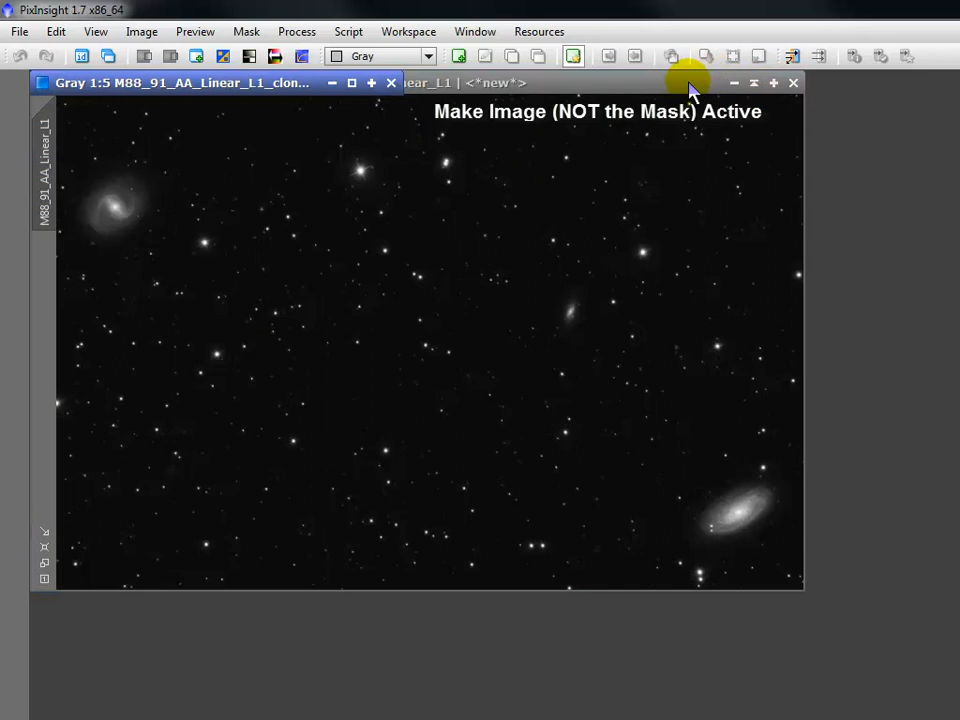 PixInsight 1.7 x86_64
File Edit View Image Preview Mask Process Script Workspace Window Resources
Gray
Gray 1:5 M88_91_AA_Linear_L1_clon... near_L1 | <*new*>
Make Image (NOT the Mask) Active
M88_91_AA_Linear_L1